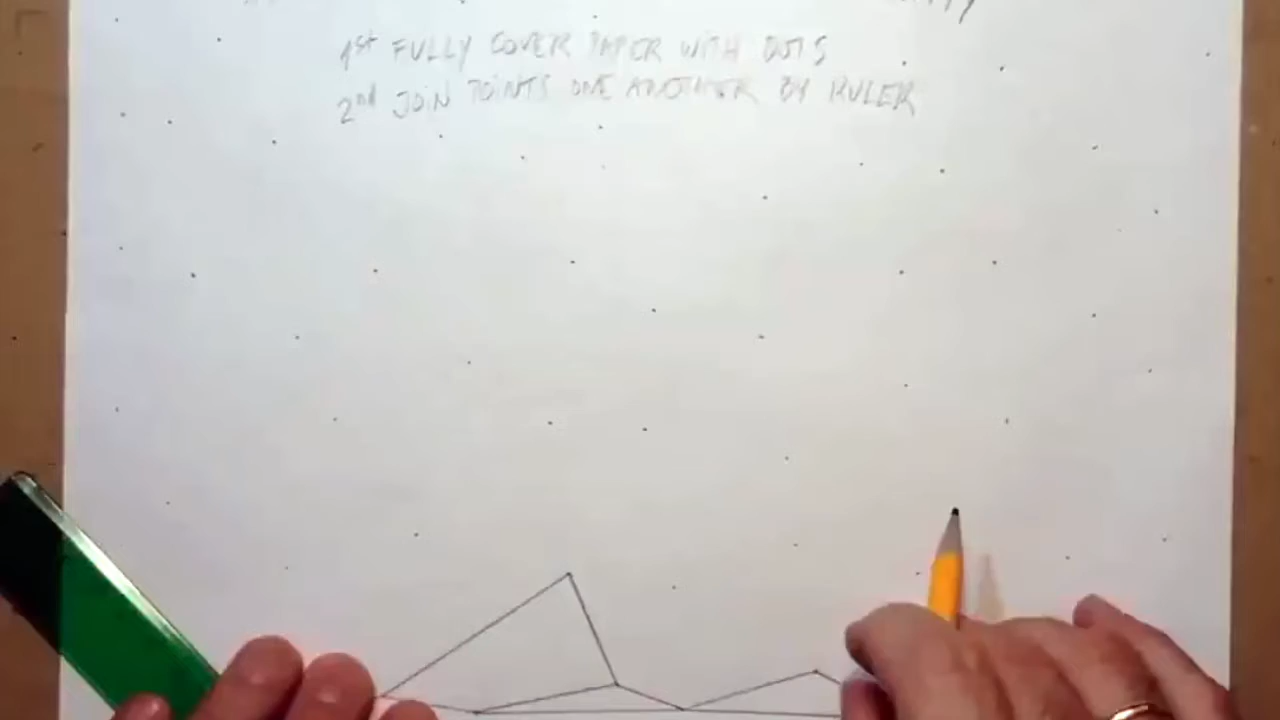 1st FULLY COVER PAPER WITH DOTS
2nd JOIN POINTS ONE ANOTHER BY RULER